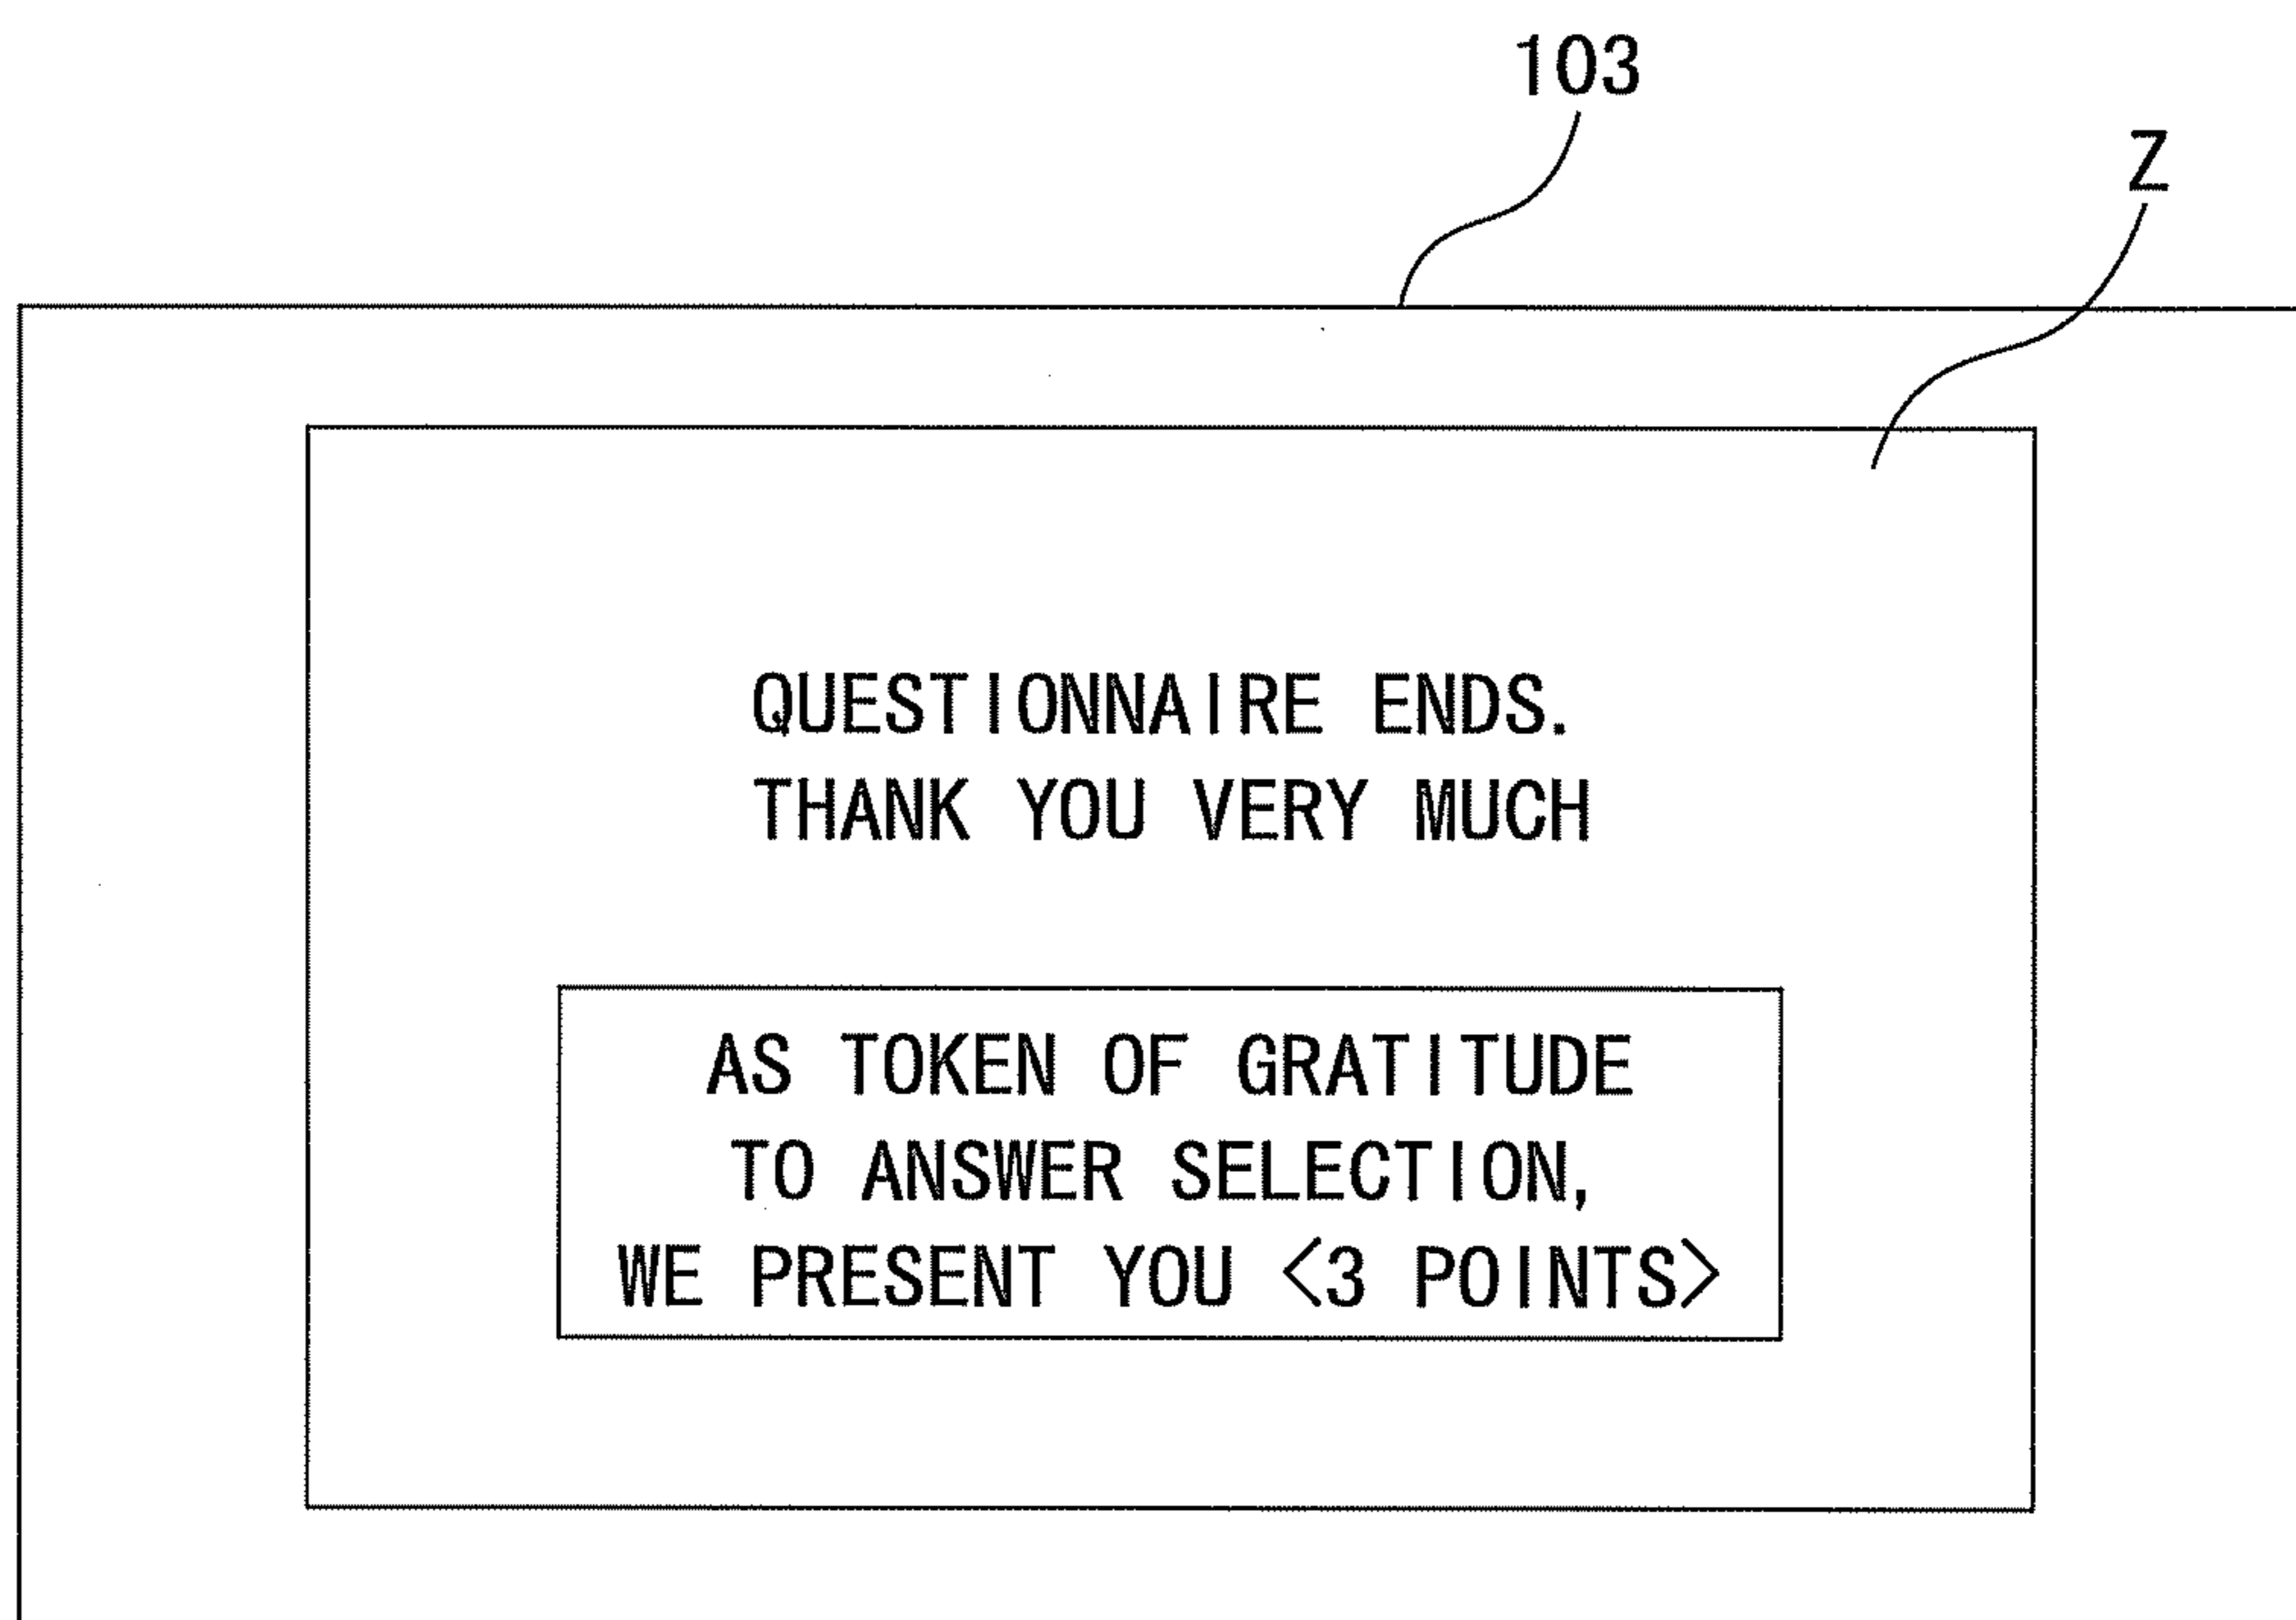 103
Z
QUESTIONNAIRE ENDS.
THANK YOU VERY MUCH
AS TOKEN OF GRATITUDE
TO ANSWER SELECTION,
WE PRESENT YOU <3 POINTS>